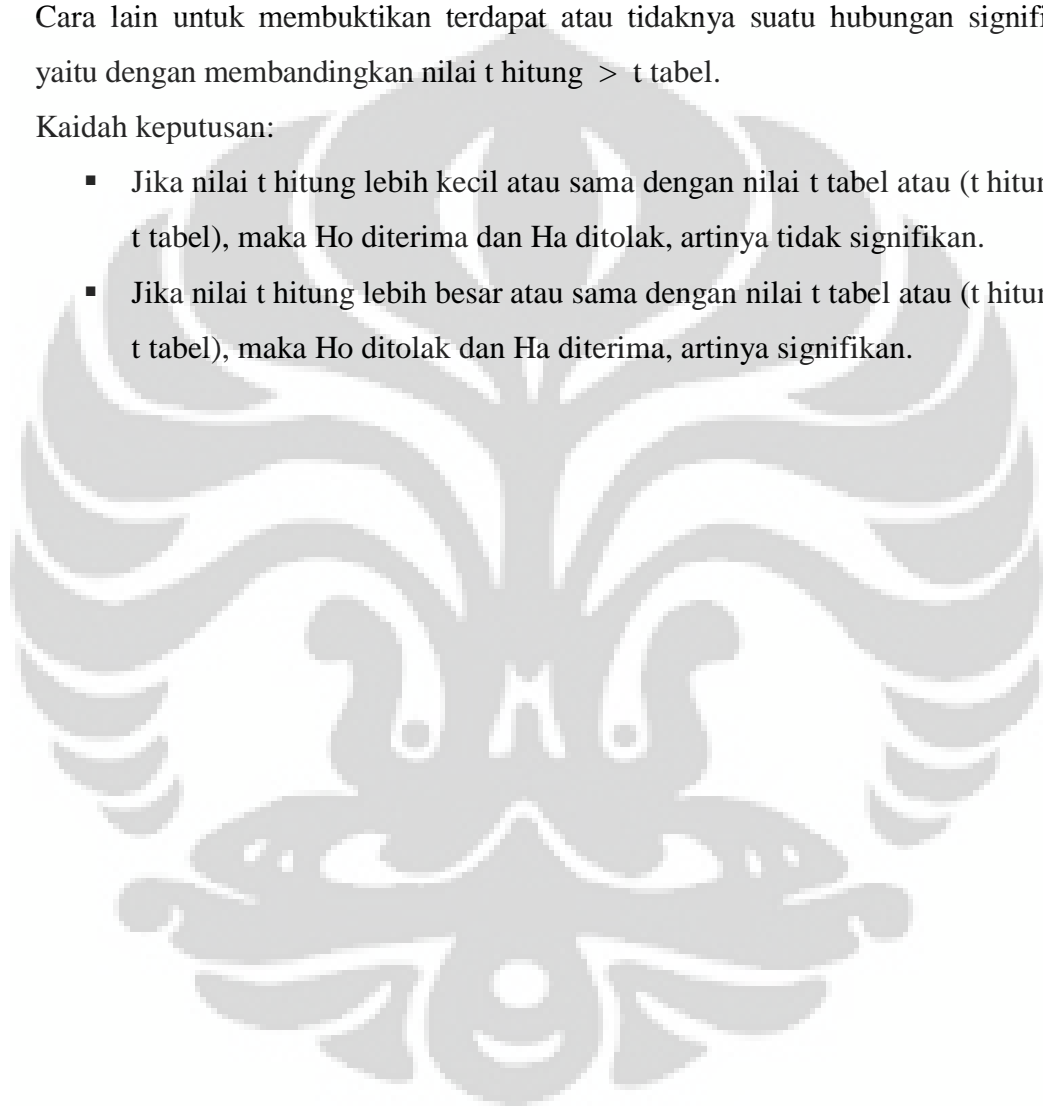 Cara lain untuk membuktikan terdapat atau tidaknya suatu hubungan
yaitu dengan membandingkan nilai t hitung > t tabel.
Kaidah keputusan:
▪ Jika nilai t hitung lebih kecil atau sama dengan nilai t tabel atau (t
t tabel), maka Ho diterima dan Ha ditolak, artinya tidak signifikan.
▪ Jika nilai t hitung lebih besar atau sama dengan nilai t tabel atau (t
t tabel), maka Ho ditolak dan Ha diterima, artinya signifikan.